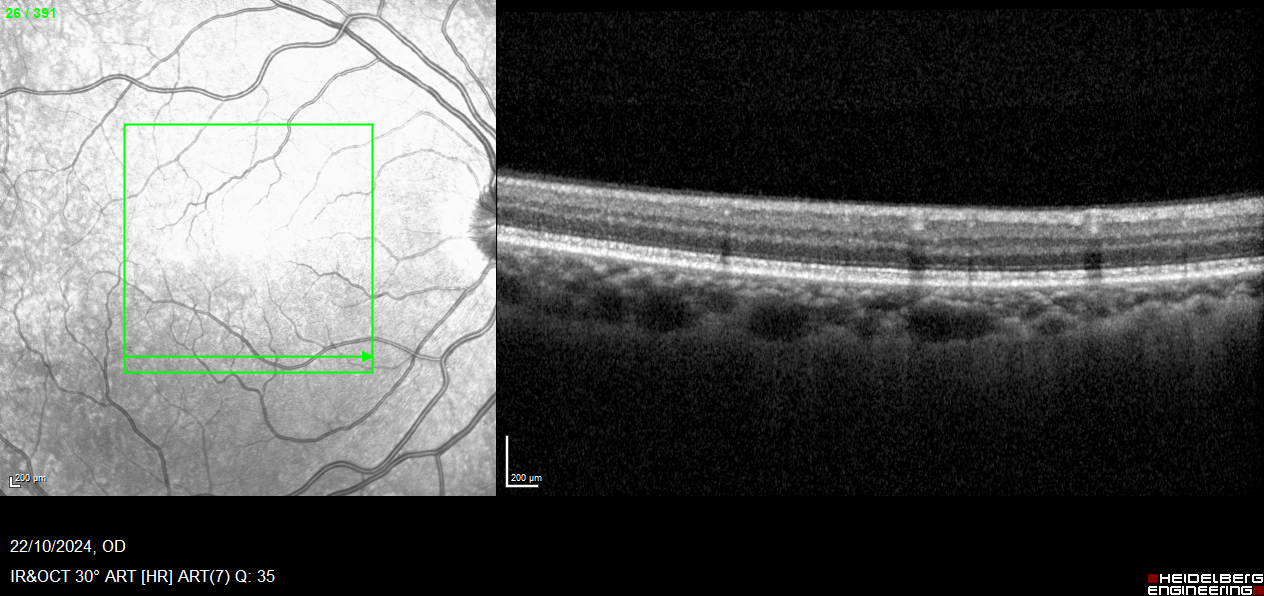 26 / 391
200 µm
200 µm
22/10/2024, OD
IR&OCT 30° ART [HR] ART(7) Q: 35
HEIDELBERG
ENGINEERING